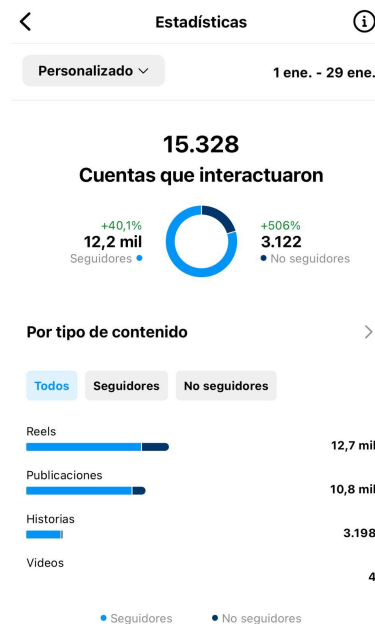 Estadísticas
Personalizado
1 ene. - 29 ene.
15.328
Cuentas que interactuaron
+40,1%
12,2 mil
Seguidores
+506%
3.122
No seguidores
Por tipo de contenido
Todos Seguidores No seguidores
Reels
12,7 mil
Publicaciones
10,8 mil
Historias
3.198
Videos
4
Seguidores No seguidores